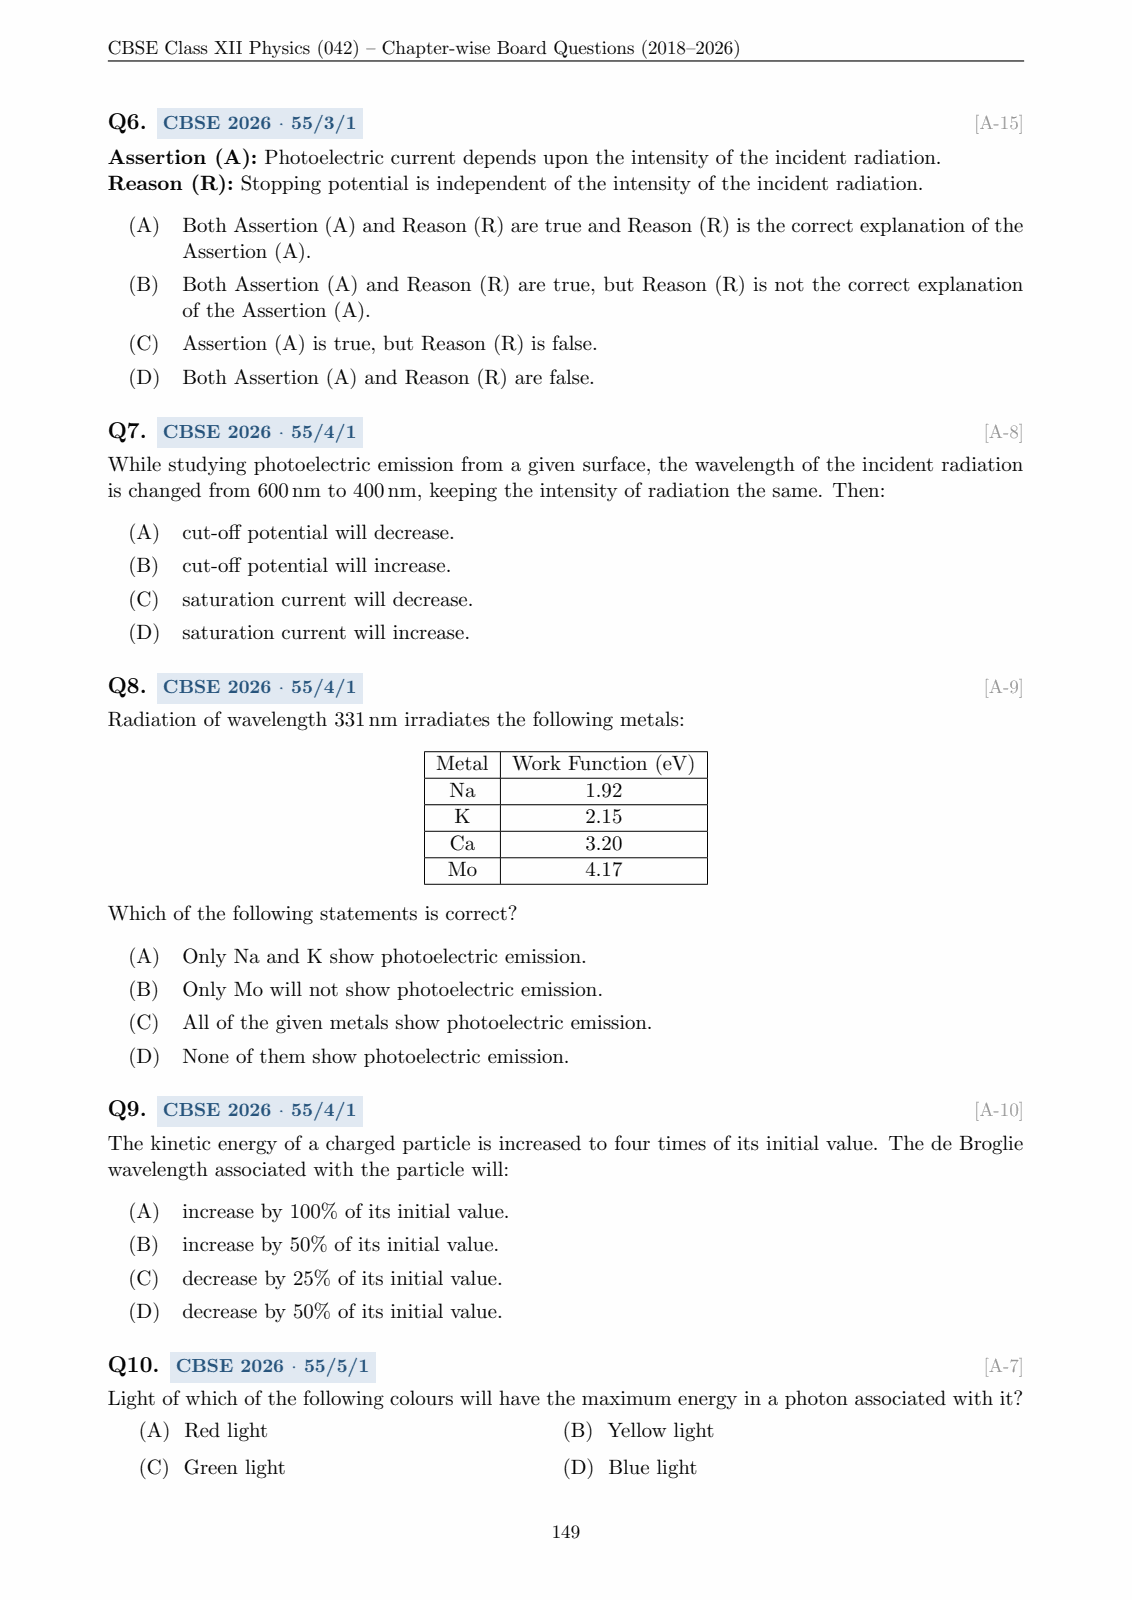 CBSE Class XII Physics (042) – Chapter-wise Board Questions (2018–2026)
Q6. CBSE 2026 · 55/3/1 [A-15]
Assertion (A): Photoelectric current depends upon the intensity of the incident radiation.
Reason (R): Stopping potential is independent of the intensity of the incident radiation.
(A) Both Assertion (A) and Reason (R) are true and Reason (R) is the correct explanation of the
Assertion (A).
(B) Both Assertion (A) and Reason (R) are true, but Reason (R) is not the correct explanation
of the Assertion (A).
(C) Assertion (A) is true, but Reason (R) is false.
(D) Both Assertion (A) and Reason (R) are false.
Q7. CBSE 2026 · 55/4/1 [A-8]
While studying photoelectric emission from a given surface, the wavelength of the incident radiation
is changed from 600 nm to 400 nm, keeping the intensity of radiation the same. Then:
(A) cut-off potential will decrease.
(B) cut-off potential will increase.
(C) saturation current will decrease.
(D) saturation current will increase.
Q8. CBSE 2026 · 55/4/1 [A-9]
Radiation of wavelength 331 nm irradiates the following metals:
Metal Work Function (eV)
Na 1.92
K 2.15
Ca 3.20
Mo 4.17
Which of the following statements is correct?
(A) Only Na and K show photoelectric emission.
(B) Only Mo will not show photoelectric emission.
(C) All of the given metals show photoelectric emission.
(D) None of them show photoelectric emission.
Q9. CBSE 2026 · 55/4/1 [A-10]
The kinetic energy of a charged particle is increased to four times of its initial value. The de Broglie
wavelength associated with the particle will:
(A) increase by 100% of its initial value.
(B) increase by 50% of its initial value.
(C) decrease by 25% of its initial value.
(D) decrease by 50% of its initial value.
Q10. CBSE 2026 · 55/5/1 [A-7]
Light of which of the following colours will have the maximum energy in a photon associated with it?
(A) Red light (B) Yellow light
(C) Green light (D) Blue light
149